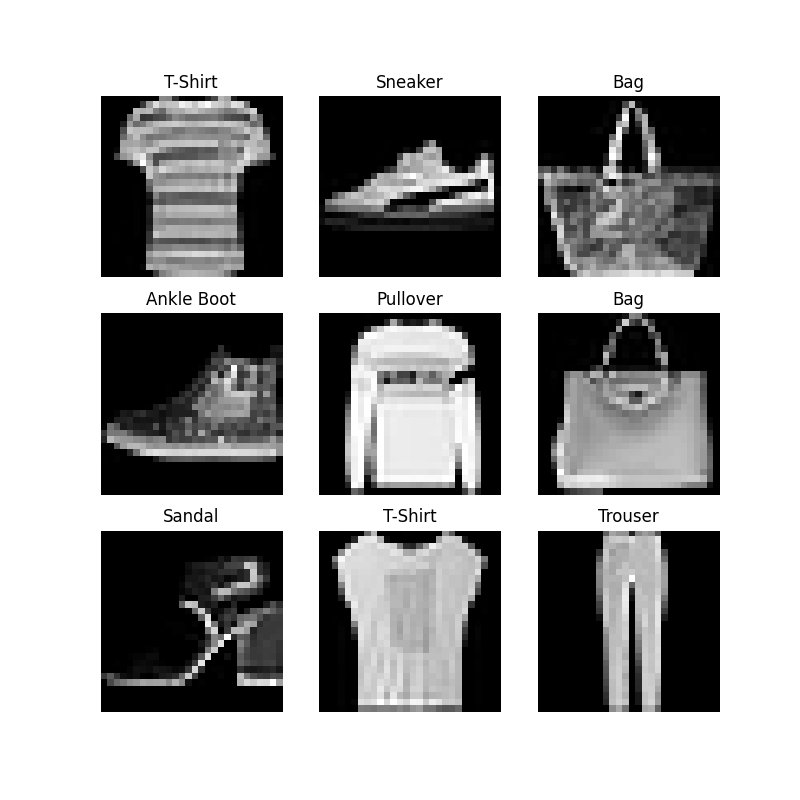 T-Shirt
Sneaker
Bag
Ankle Boot
Pullover
Bag
Sandal
T-Shirt
Trouser